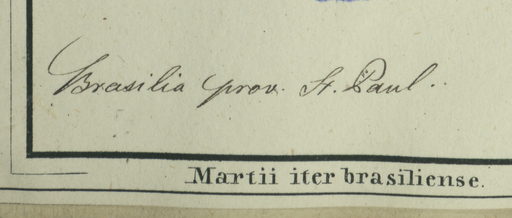 Brasilia prov. St. Paul.
Martii iter brasiliense.